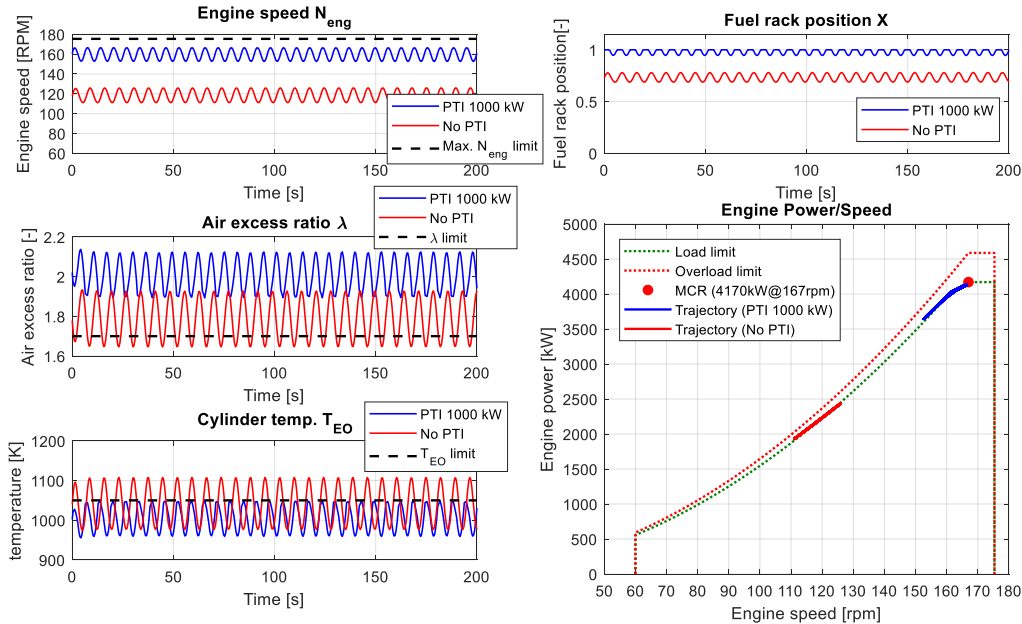 Engine speed N_eng
Engine speed [RPM]
180
160
140
120
100
80
60
0 50 100 150 200
Time [s]
PTI 1000 kW
No PTI
Max. N_eng limit
Fuel rack position X
Fuel rack position[-]
1
0.5
0
0 50 100 150 200
Time [s]
PTI 1000 kW
No PTI
Air excess ratio λ
Air excess ratio [-]
2.2
2
1.8
1.6
0 50 100 150 200
Time [s]
PTI 1000 kW
No PTI
λ limit
Cylinder temp. T_EO
temperature [K]
1200
1100
1000
900
0 50 100 150 200
Time [s]
PTI 1000 kW
No PTI
T_EO limit
Engine Power/Speed
Engine power [kW]
5000
4500
4000
3500
3000
2500
2000
1500
1000
500
0
50 60 70 80 90 100 110 120 130 140 150 160 170 180
Engine speed [rpm]
Load limit
Overload limit
MCR (4170kW@167rpm)
Trajectory (PTI 1000 kW)
Trajectory (No PTI)